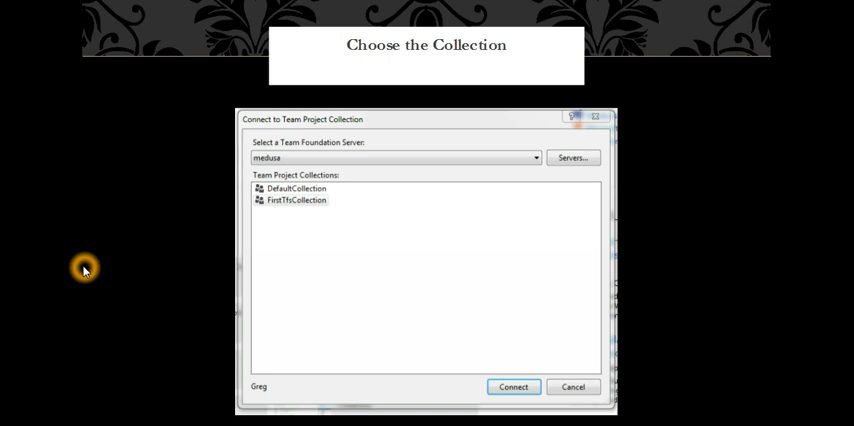 Choose the Collection
Connect to Team Project Collection
Select a Team Foundation Server:
medusa
Servers...
Team Project Collections:
DefaultCollection
FirstTfsCollection
Greg
Connect
Cancel